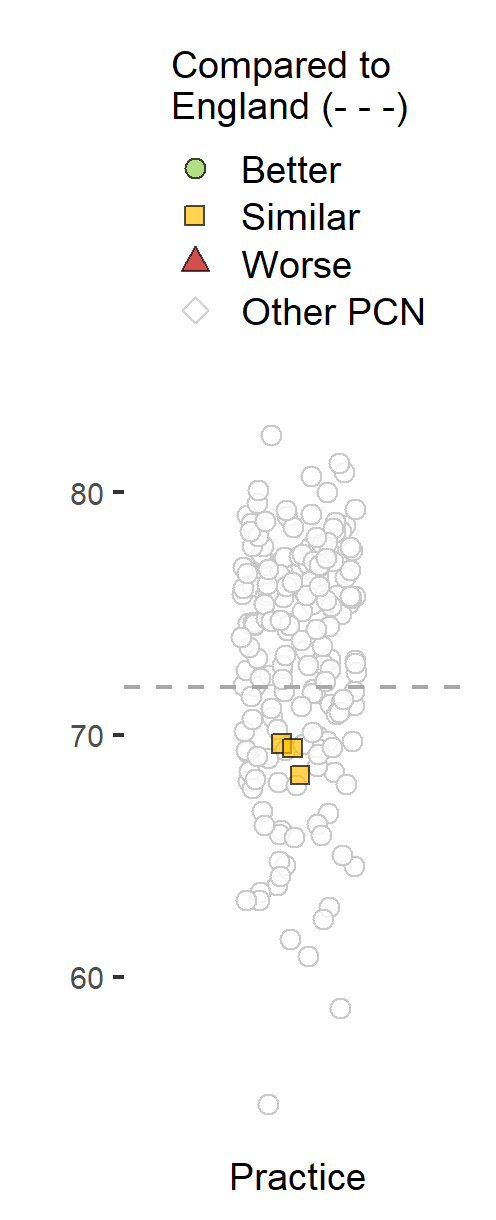 Compared to
England (- - -)
Better
Similar
Worse
Other PCN
80
70
60
Practice